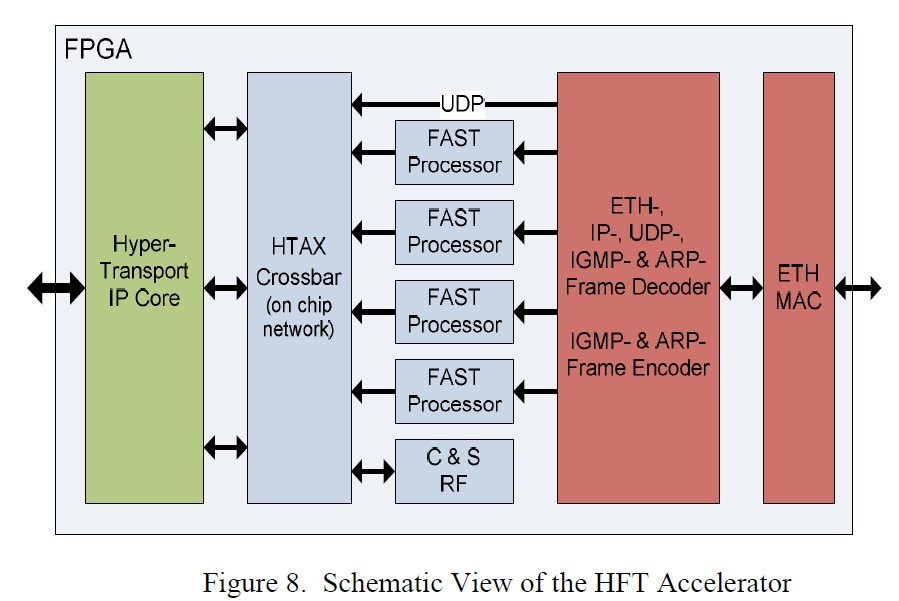 FPGA
Hyper-
Transport
IP Core
HTAX
Crossbar
(on chip
network)
UDP
FAST
Processor
FAST
Processor
FAST
Processor
FAST
Processor
C & S
RF
ETH-,
IP-, UDP-,
IGMP- & ARP-
Frame Decoder
IGMP- & ARP-
Frame Encoder
ETH
MAC
Figure 8. Schematic View of the HFT Accelerator